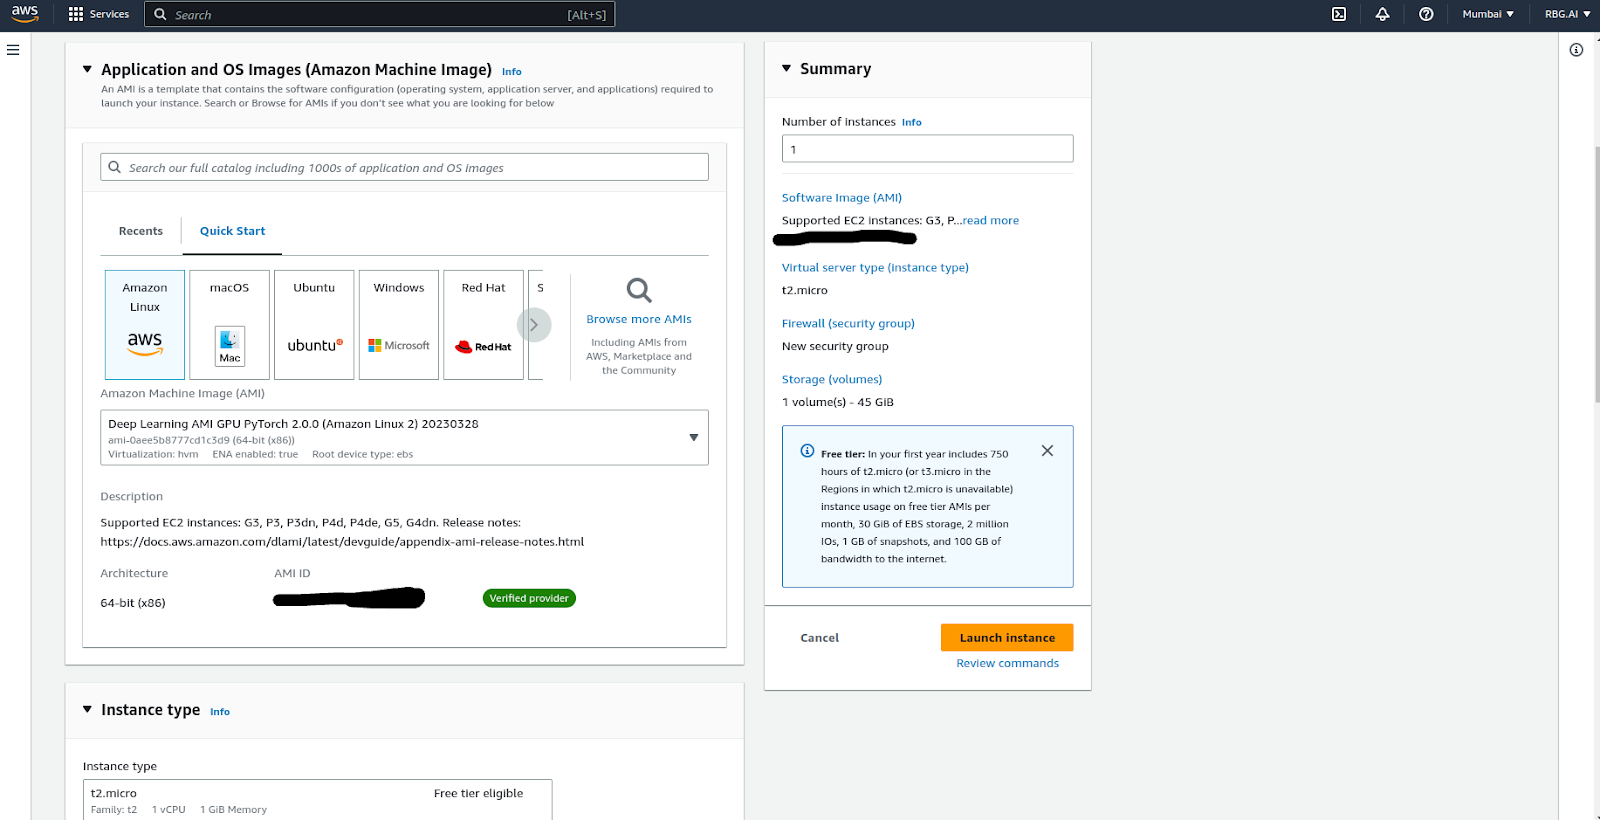 aws
Services
Search
[Alt+S]
Mumbai
RBG.AI
Application and OS Images (Amazon Machine Image) Info
An AMI is a template that contains the software configuration (operating system, application server, and applications) required to
launch your instance. Search or Browse for AMIs if you don't see what you are looking for below
Search our full catalog including 1000s of application and OS images
Recents
Quick Start
Amazon
Linux
aws
macOS
Mac
Ubuntu
ubuntu
Windows
Microsoft
Red Hat
RedHat
S
Browse more AMIs
Including AMIs from
AWS, Marketplace and
the Community
Amazon Machine Image (AMI)
Deep Learning AMI GPU PyTorch 2.0.0 (Amazon Linux 2) 20230328
ami-0aee5b8777cd1c3d9 (64-bit (x86))
Virtualization: hvm ENA enabled: true Root device type: ebs
Description
Supported EC2 instances: G3, P3, P3dn, P4d, P4de, G5, G4dn. Release notes:
https://docs.aws.amazon.com/dlami/latest/devguide/appendix-ami-release-notes.html
Architecture
AMI ID
64-bit (x86)
Verified provider
Instance type Info
Instance type
t2.micro
Free tier eligible
Family: t2 1 vCPU 1 GiB Memory
Summary
Number of instances Info
1
Software Image (AMI)
Supported EC2 instances: G3, P...read more
Virtual server type (instance type)
t2.micro
Firewall (security group)
New security group
Storage (volumes)
1 volume(s) - 45 GiB
Free tier: In your first year includes 750
hours of t2.micro (or t3.micro in the
Regions in which t2.micro is unavailable)
instance usage on free tier AMIs per
month, 30 GiB of EBS storage, 2 million
IOs, 1 GB of snapshots, and 100 GB of
bandwidth to the internet.
Cancel
Launch instance
Review commands